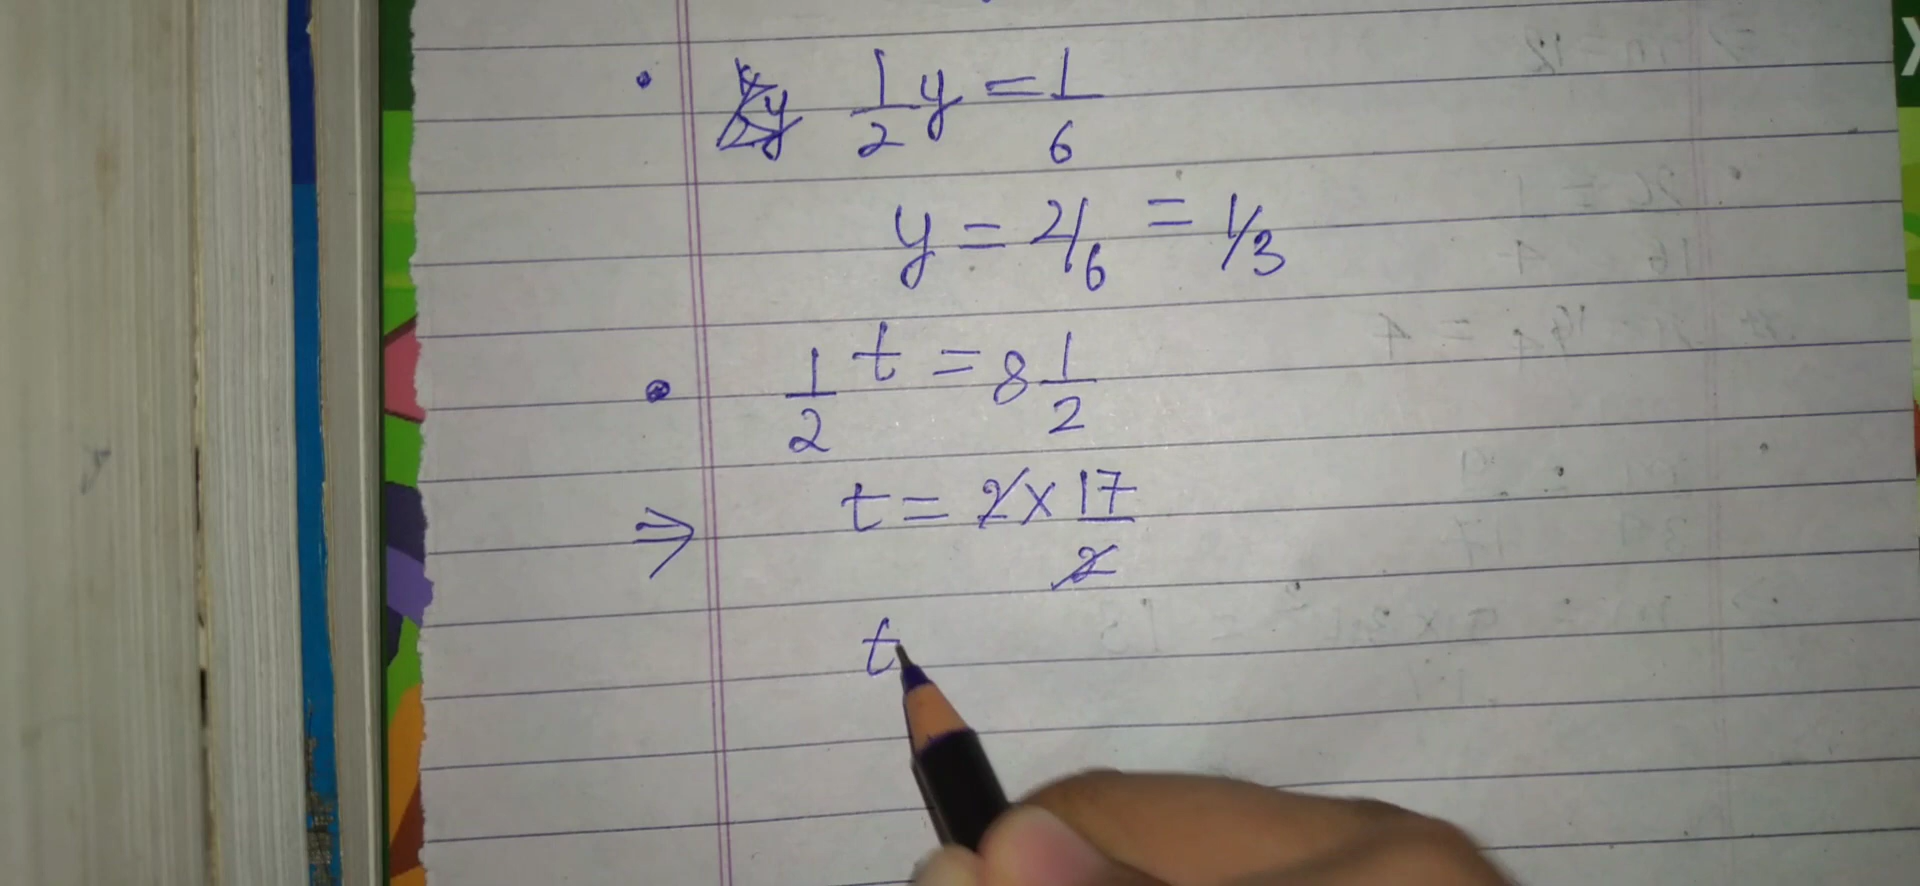 • 1/2 y = 1/6
y = 2/6 = 1/3
• 1/2 t = 8 1/2
⇒ t = 2 × 17/2
t